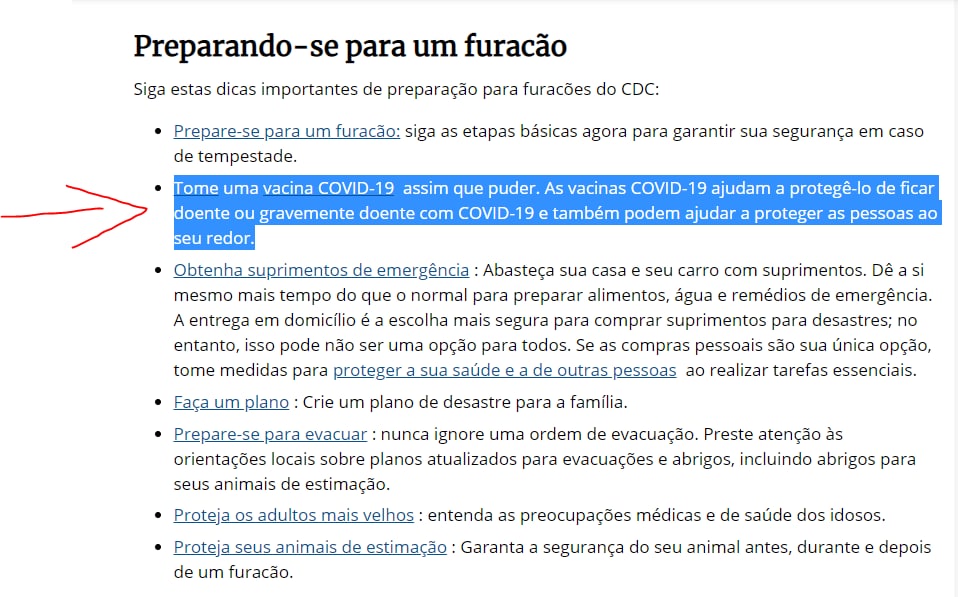 Preparando-se para um furacão
Siga estas dicas importantes de preparação para furacões do CDC:
Prepare-se para um furacão: siga as etapas básicas agora para garantir sua segurança em caso
de tempestade.
Tome uma vacina COVID-19 assim que puder. As vacinas COVID-19 ajudam a protegê-lo de ficar
doente ou gravemente doente com COVID-19 e também podem ajudar a proteger as pessoas ao
seu redor.
Obtenha suprimentos de emergência : Abasteça sua casa e seu carro com suprimentos. Dê a si
mesmo mais tempo do que o normal para preparar alimentos, água e remédios de emergência.
A entrega em domicílio é a escolha mais segura para comprar suprimentos para desastres; no
entanto, isso pode não ser uma opção para todos. Se as compras pessoais são sua única opção,
tome medidas para proteger a sua saúde e a de outras pessoas ao realizar tarefas essenciais.
Faça um plano : Crie um plano de desastre para a família.
Prepare-se para evacuar : nunca ignore uma ordem de evacuação. Preste atenção às
orientações locais sobre planos atualizados para evacuações e abrigos, incluindo abrigos para
seus animais de estimação.
Proteja os adultos mais velhos : entenda as preocupações médicas e de saúde dos idosos.
Proteja seus animais de estimação : Garanta a segurança do seu animal antes, durante e depois
de um furacão.